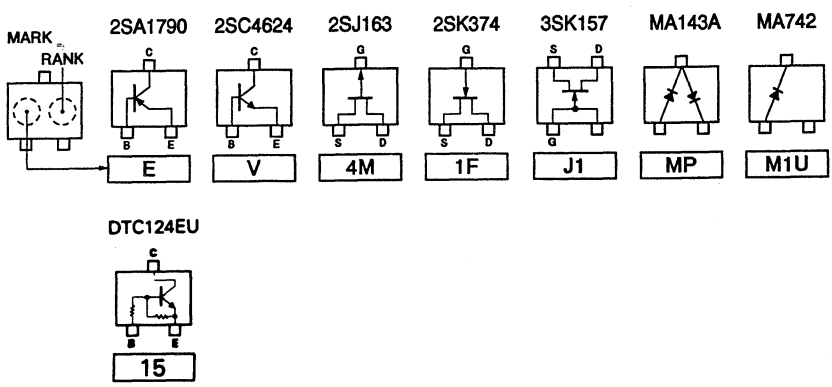 MARK
RANK
2SA1790
C
B E
E
2SC4624
C
B E
V
2SJ163
G
S D
4M
2SK374
G
S D
1F
3SK157
S D
G
J1
MA143A
MP
MA742
M1U
DTC124EU
C
B E
15